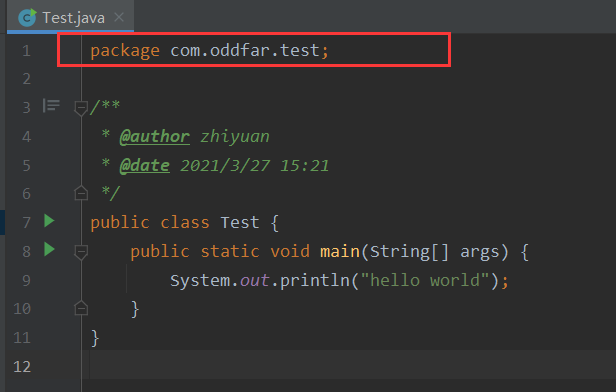 Test.java
1 package com.oddfar.test;
2
3 /**
4 * @author zhiyuan
5 * @date 2021/3/27 15:21
6 */
7 public class Test {
8 public static void main(String[] args) {
9 System.out.println("hello world");
10 }
11 }
12